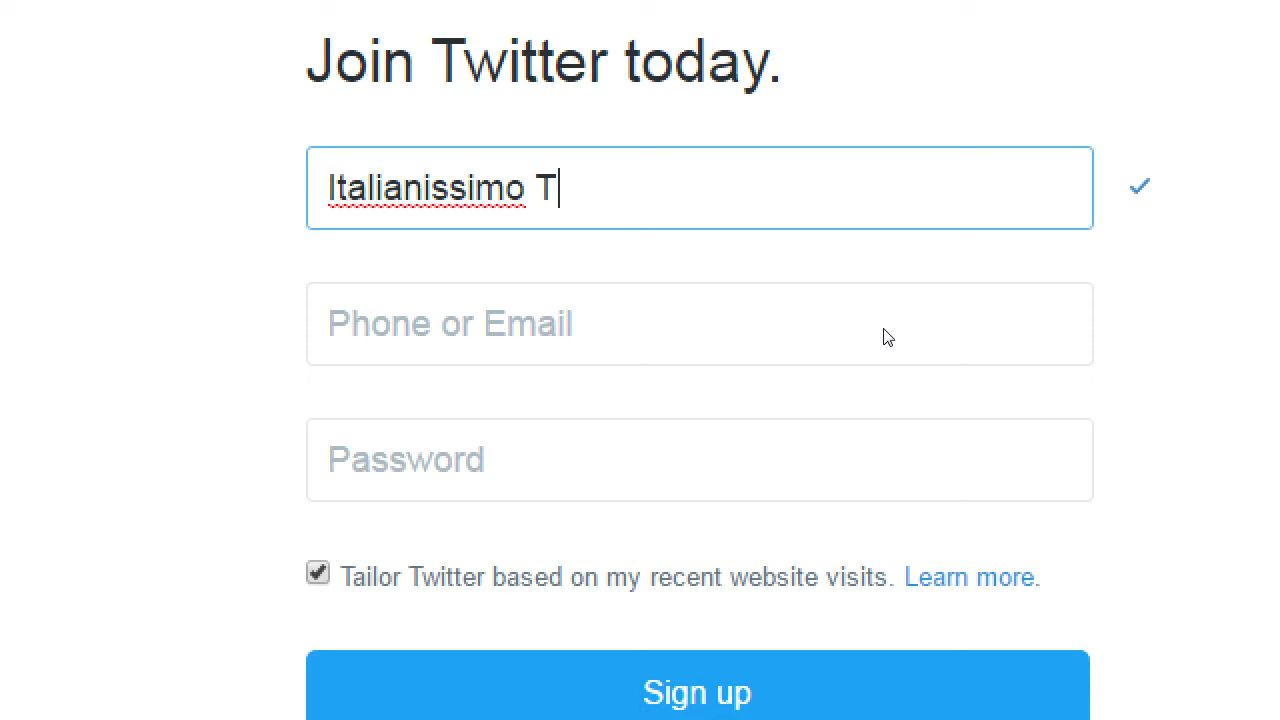 Join Twitter today.
Italianissimo T
Phone or Email
Password
Tailor Twitter based on my recent website visits. Learn more.
Sign up